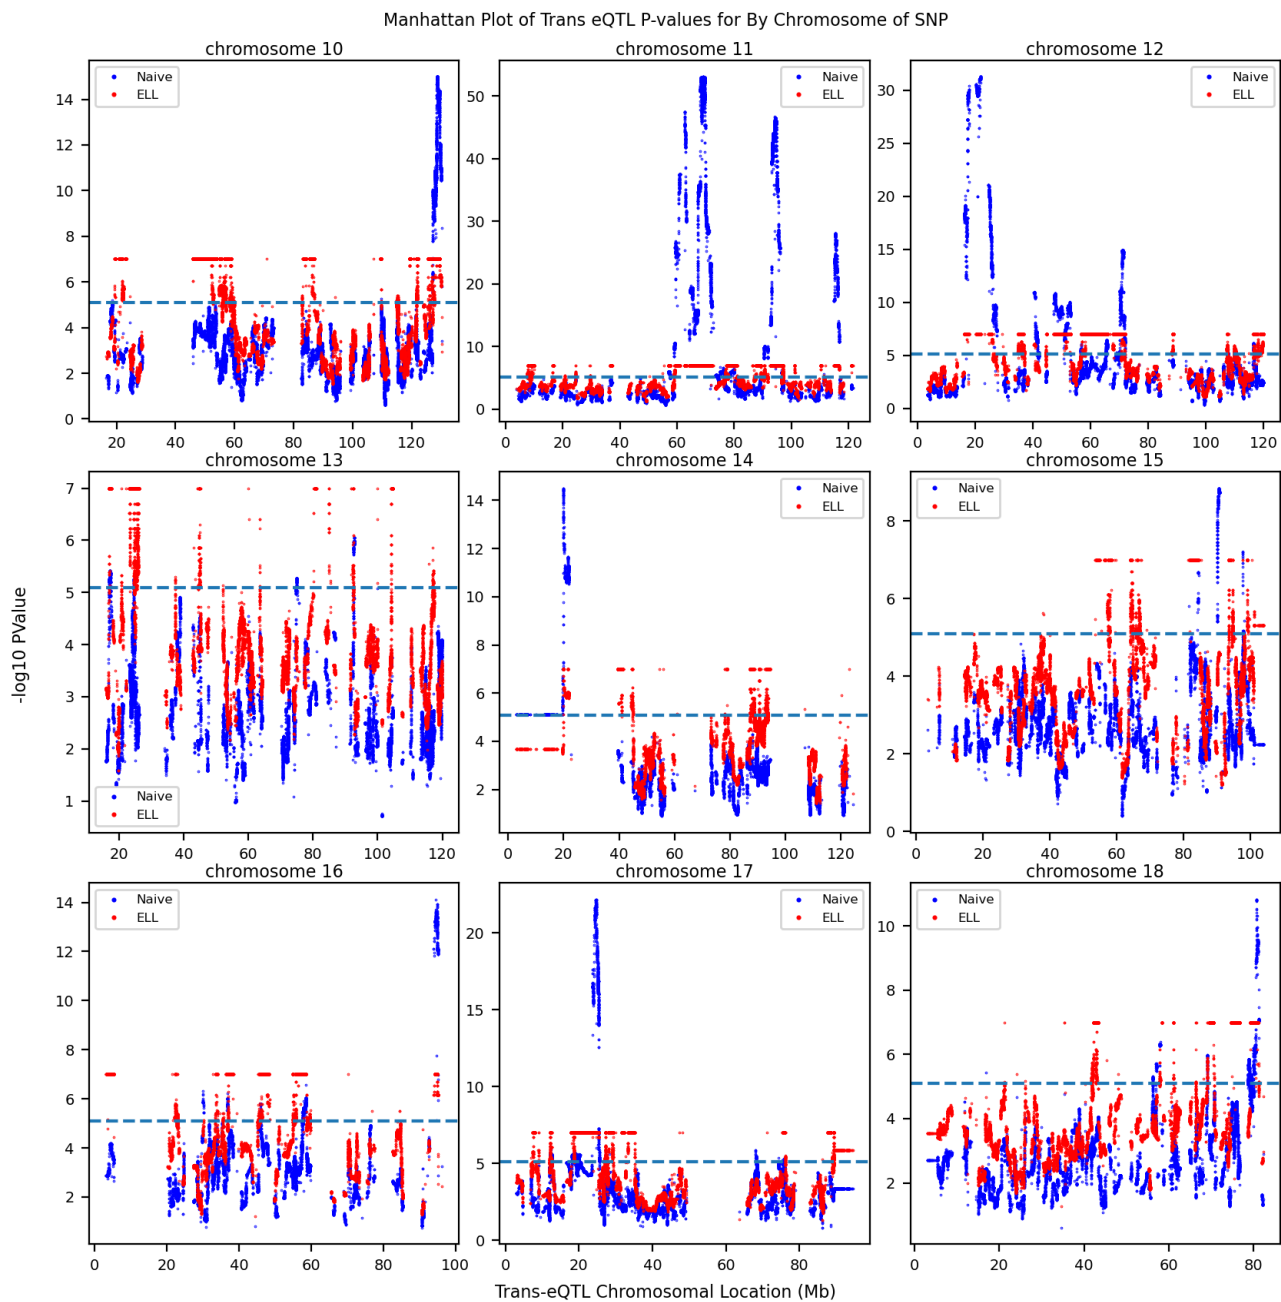 Manhattan Plot of Trans eQTL P-values for By Chromosome of SNP
chromosome 10
chromosome 11
chromosome 12
14
12
10
8
6
4
2
0
20 40 60 80 100 120
Naive
ELL
50
40
30
20
10
0
0 20 40 60 80 100 120
Naive
ELL
30
25
20
15
10
5
0
0 20 40 60 80 100 120
Naive
ELL
chromosome 13
chromosome 14
chromosome 15
7
6
5
4
3
2
1
20 40 60 80 100 120
Naive
ELL
14
12
10
8
6
4
2
0 20 40 60 80 100 120
Naive
ELL
8
6
4
2
0
0 20 40 60 80 100
Naive
ELL
-log10 PValue
chromosome 16
chromosome 17
chromosome 18
14
12
10
8
6
4
2
0 20 40 60 80 100
Naive
ELL
20
15
10
5
0
0 20 40 60 80
Naive
ELL
10
8
6
4
2
0 20 40 60 80
Naive
ELL
Trans-eQTL Chromosomal Location (Mb)